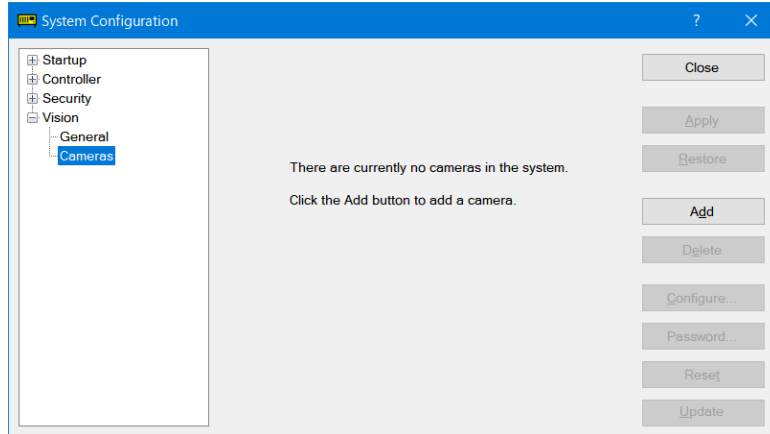 System Configuration
?
Startup
Controller
Security
Vision
General
Cameras
There are currently no cameras in the system.
Click the Add button to add a camera.
Close
Apply
Restore
Add
Delete
Configure...
Password...
Reset
Update